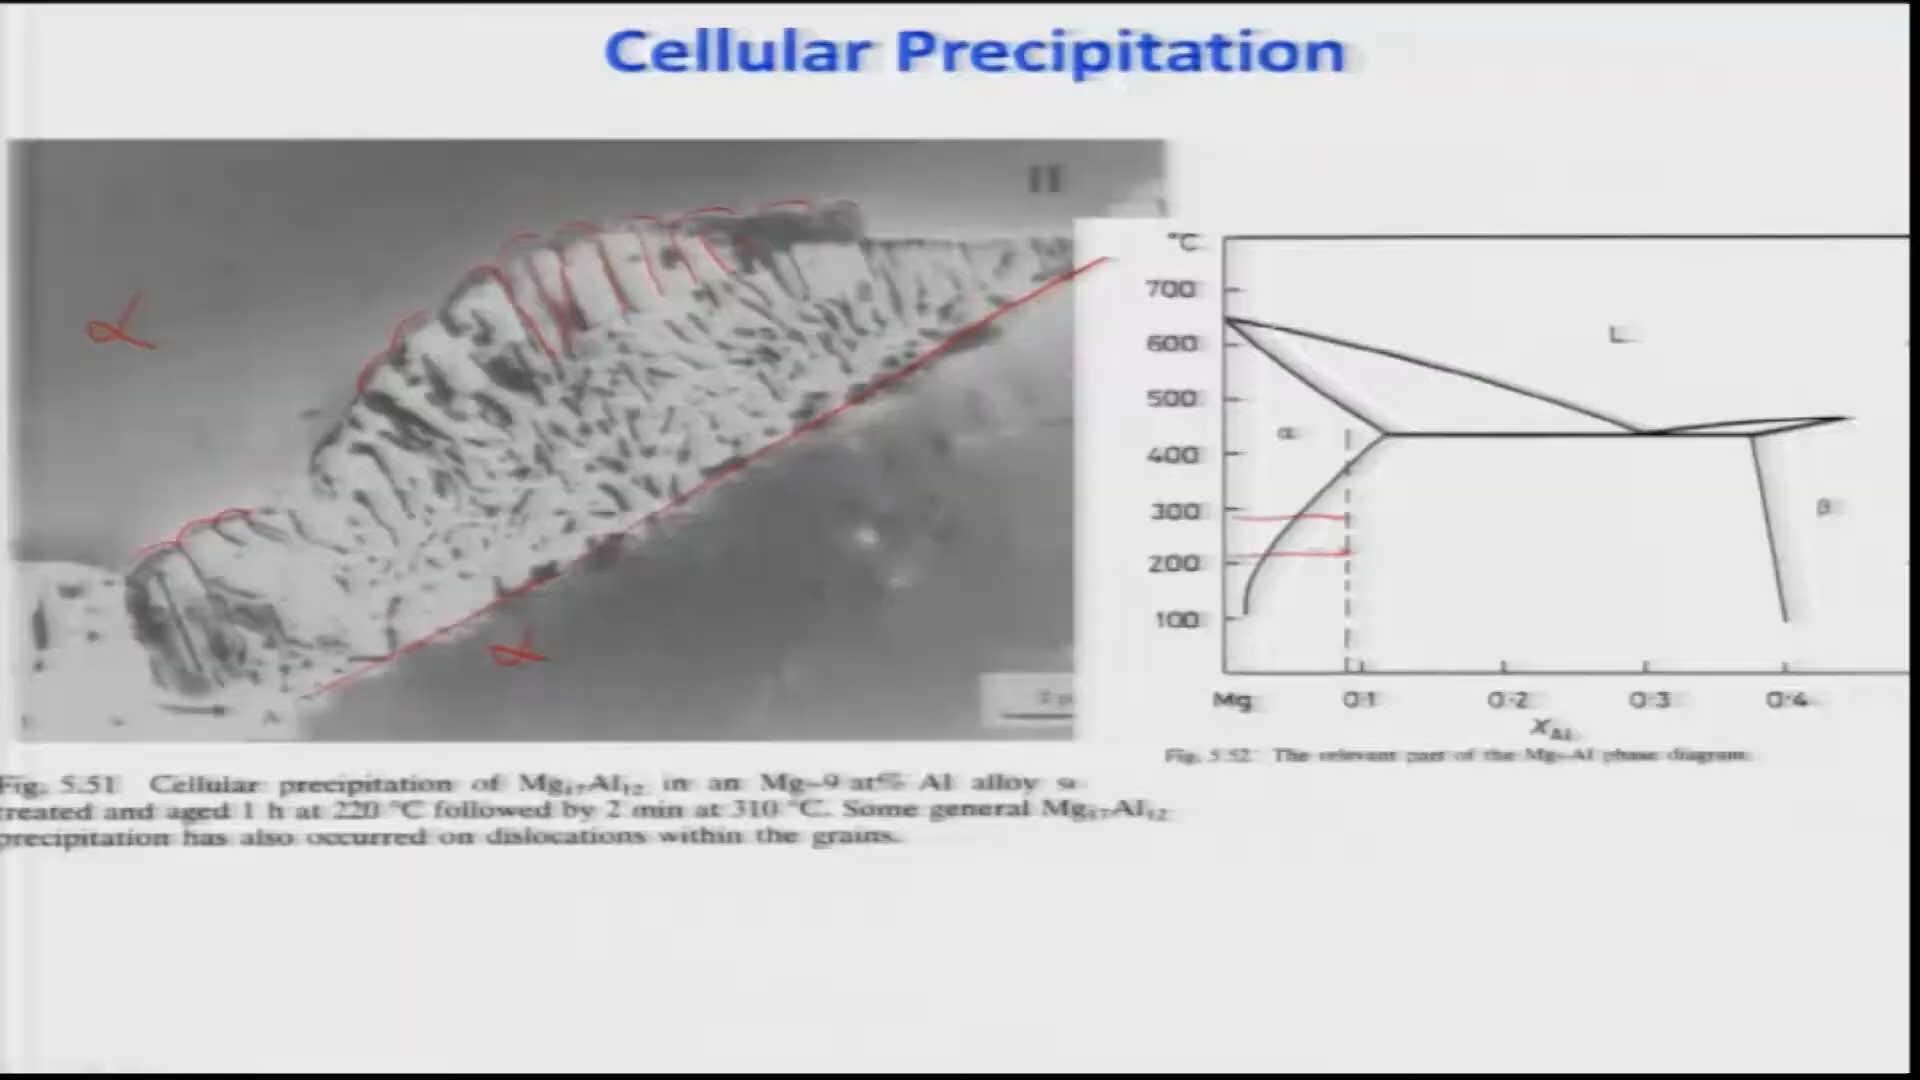 Cellular Precipitation
II
α
α
A
°C
700
600
500
400
300
200
100
L
α
β
Mg
0·1
0·2
0·3
0·4
X_Al
Fig. 5.52 The relevant part of the Mg–Al phase diagram.
Fig. 5.51 Cellular precipitation of Mg₁₇Al₁₂ in an Mg–9 at% Al alloy
treated and aged 1 h at 220 °C followed by 2 min at 310 °C. Some general Mg₁₇Al₁₂
precipitation has also occurred on dislocations within the grains.